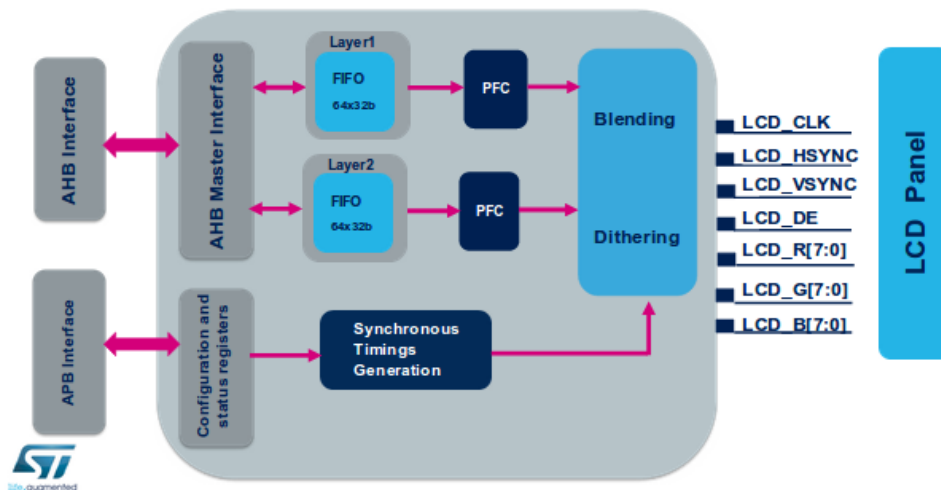 AHB Interface
APB Interface
AHB Master Interface
Configuration and
status registers
Layer1
FIFO
64x32b
PFC
Layer2
FIFO
64x32b
PFC
Blending
Dithering
Synchronous
Timings
Generation
LCD_CLK
LCD_HSYNC
LCD_VSYNC
LCD_DE
LCD_R[7:0]
LCD_G[7:0]
LCD_B[7:0]
LCD Panel
ST
life.augmented